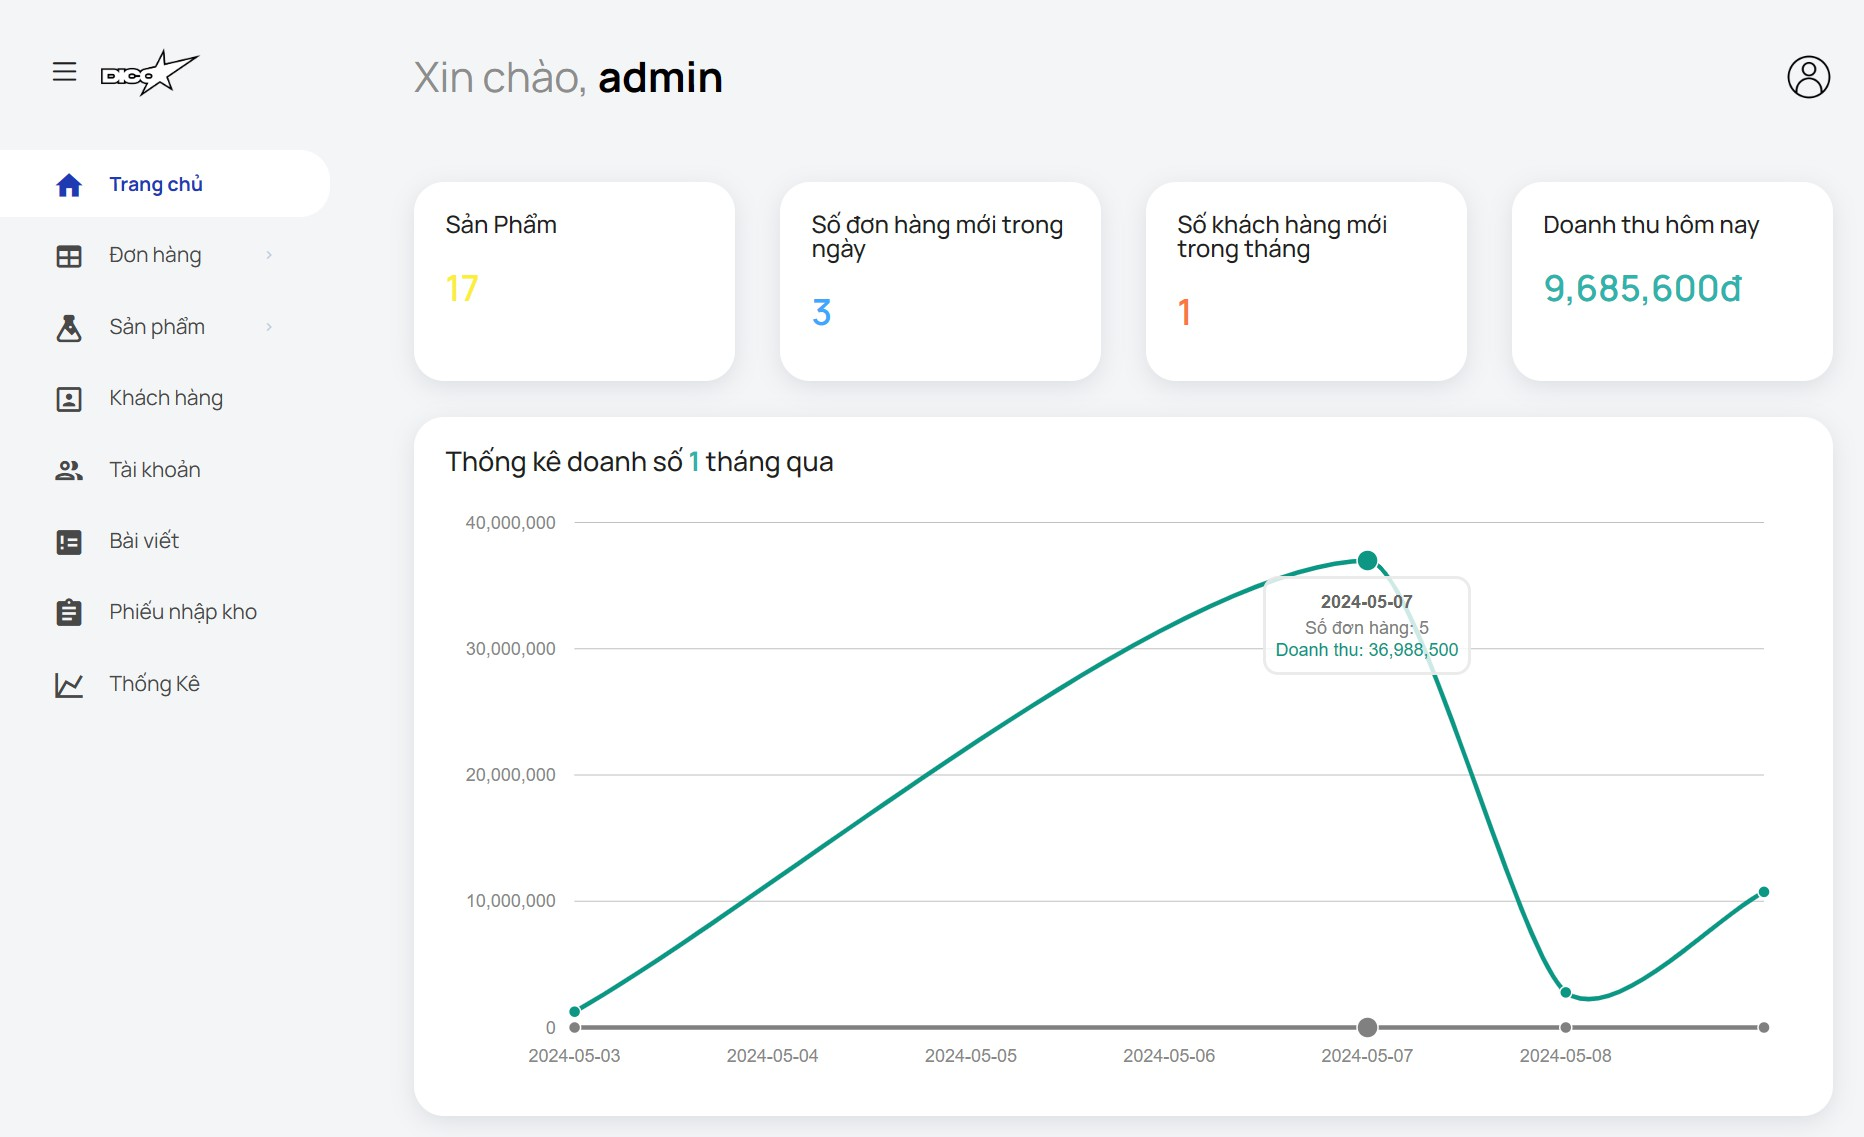 DICO
Xin chào, admin
Trang chủ
Đơn hàng
Sản phẩm
Khách hàng
Tài khoản
Bài viết
Phiếu nhập kho
Thống Kê
Sản Phẩm
17
Số đơn hàng mới trong
ngày
3
Số khách hàng mới
trong tháng
1
Doanh thu hôm nay
9,685,600đ
Thống kê doanh số 1 tháng qua
40,000,000
30,000,000
20,000,000
10,000,000
0
2024-05-07
Số đơn hàng: 5
Doanh thu: 36,988,500
2024-05-03
2024-05-04
2024-05-05
2024-05-06
2024-05-07
2024-05-08